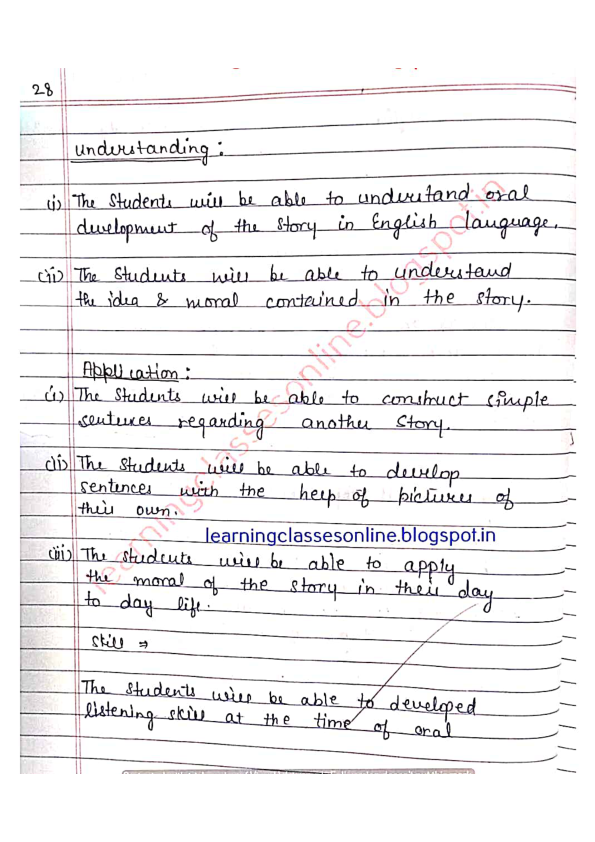 28
Understanding :
(i) The Students will be able to understand oral
development of the story in English language.
(ii) The students will be able to understand
the idea & moral contained in the story.
Application :
(i) The Students will be able to construct simple
sentences regarding another story.
(ii) The students will be able to develop
sentences with the help of pictures of
their own.
learningclassesonline.blogspot.in
(iii) The students will be able to apply
the moral of the story in their day
to day life.
Skill ⇒
The students will be able to developed
listening skill at the time of oral
learningclassesonline.blogspot.in